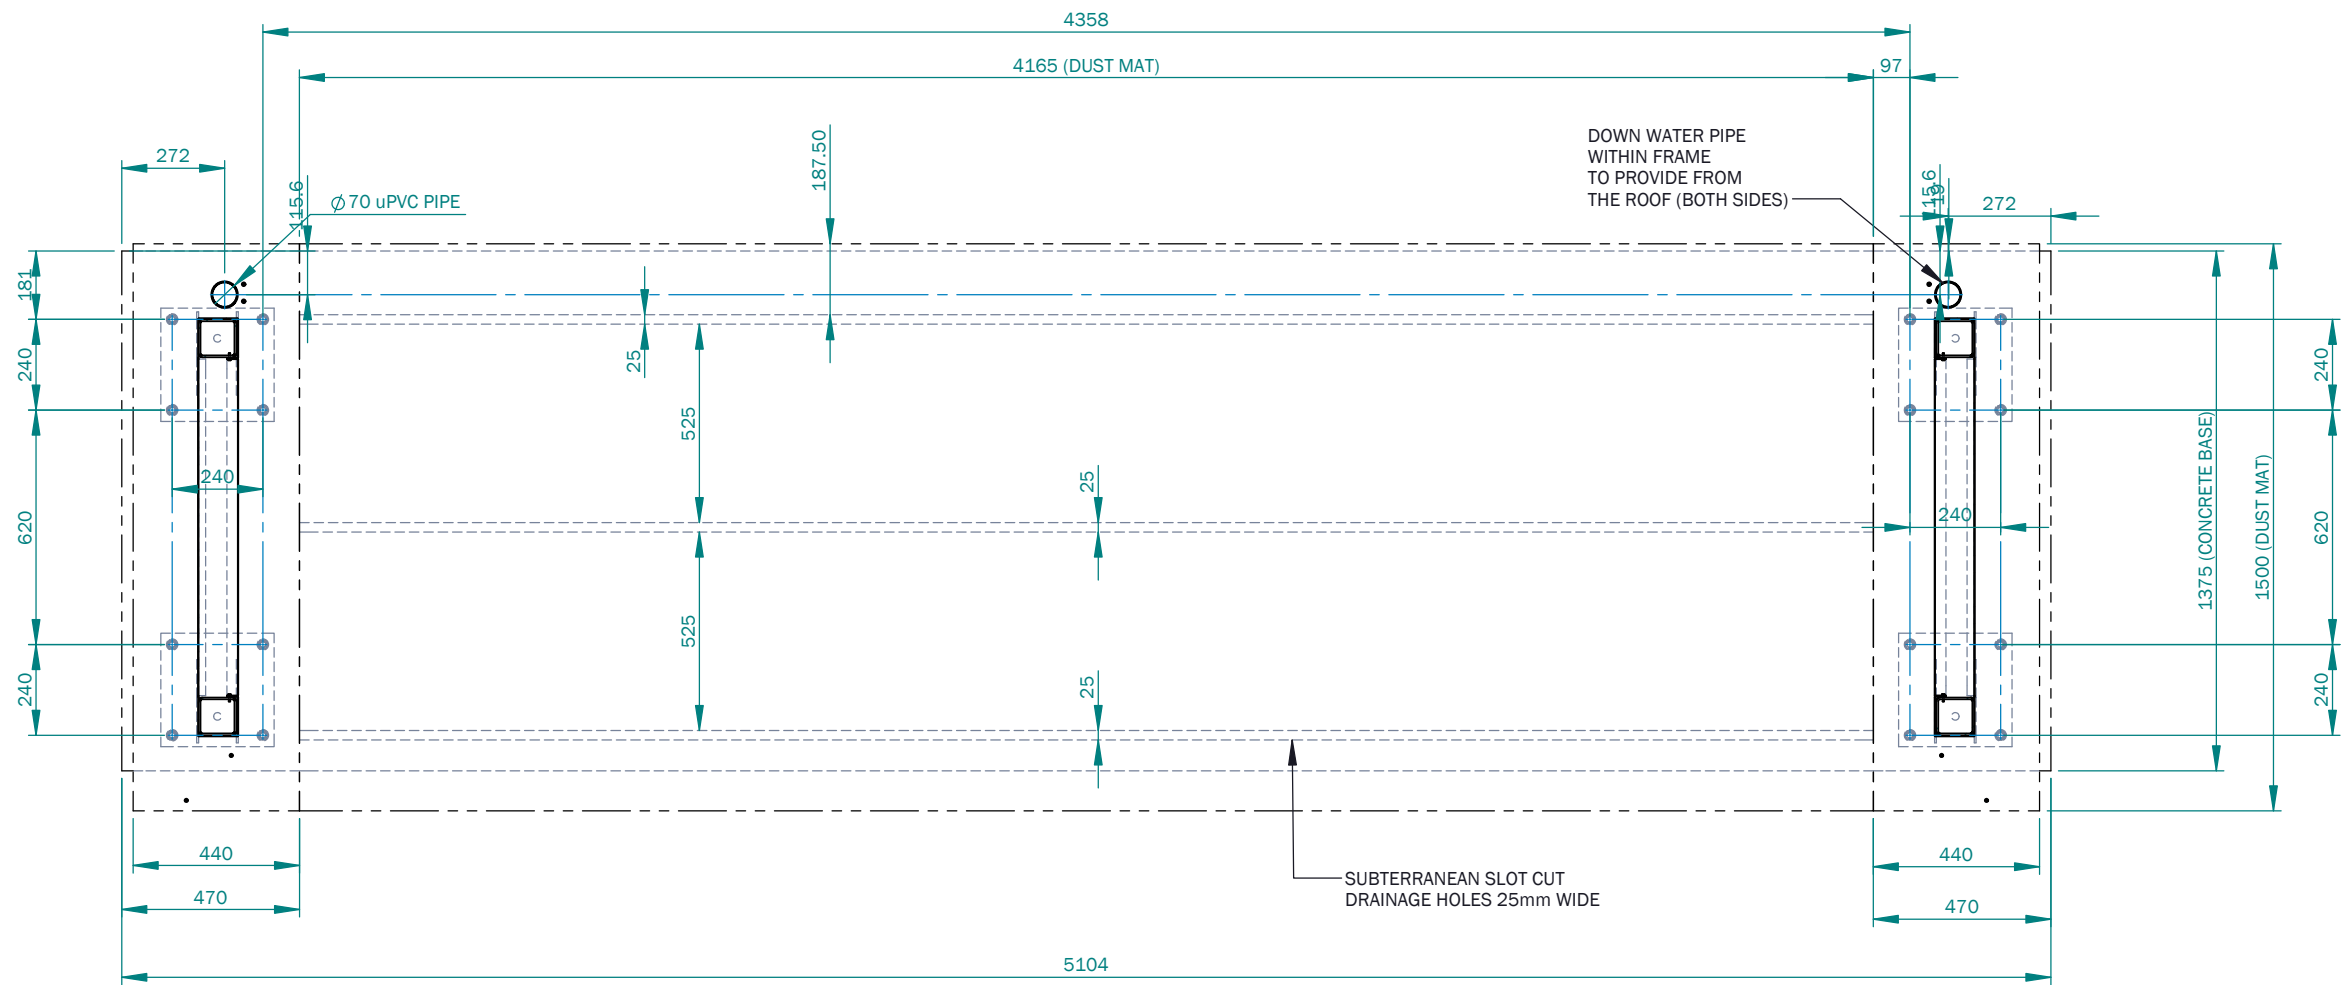 4358
4165 (DUST MAT)
97
DOWN WATER PIPE
WITHIN FRAME
TO PROVIDE FROM
THE ROOF (BOTH SIDES)
272
187.50
115.6
⌀70 uPVC PIPE
115.6
19
272
181
240
25
240
525
25
1375 (CONCRETE BASE)
1500 (DUST MAT)
240
240
620
620
525
25
240
240
440
470
SUBTERRANEAN SLOT CUT
DRAINAGE HOLES 25mm WIDE
440
470
5104
C
C
C
C